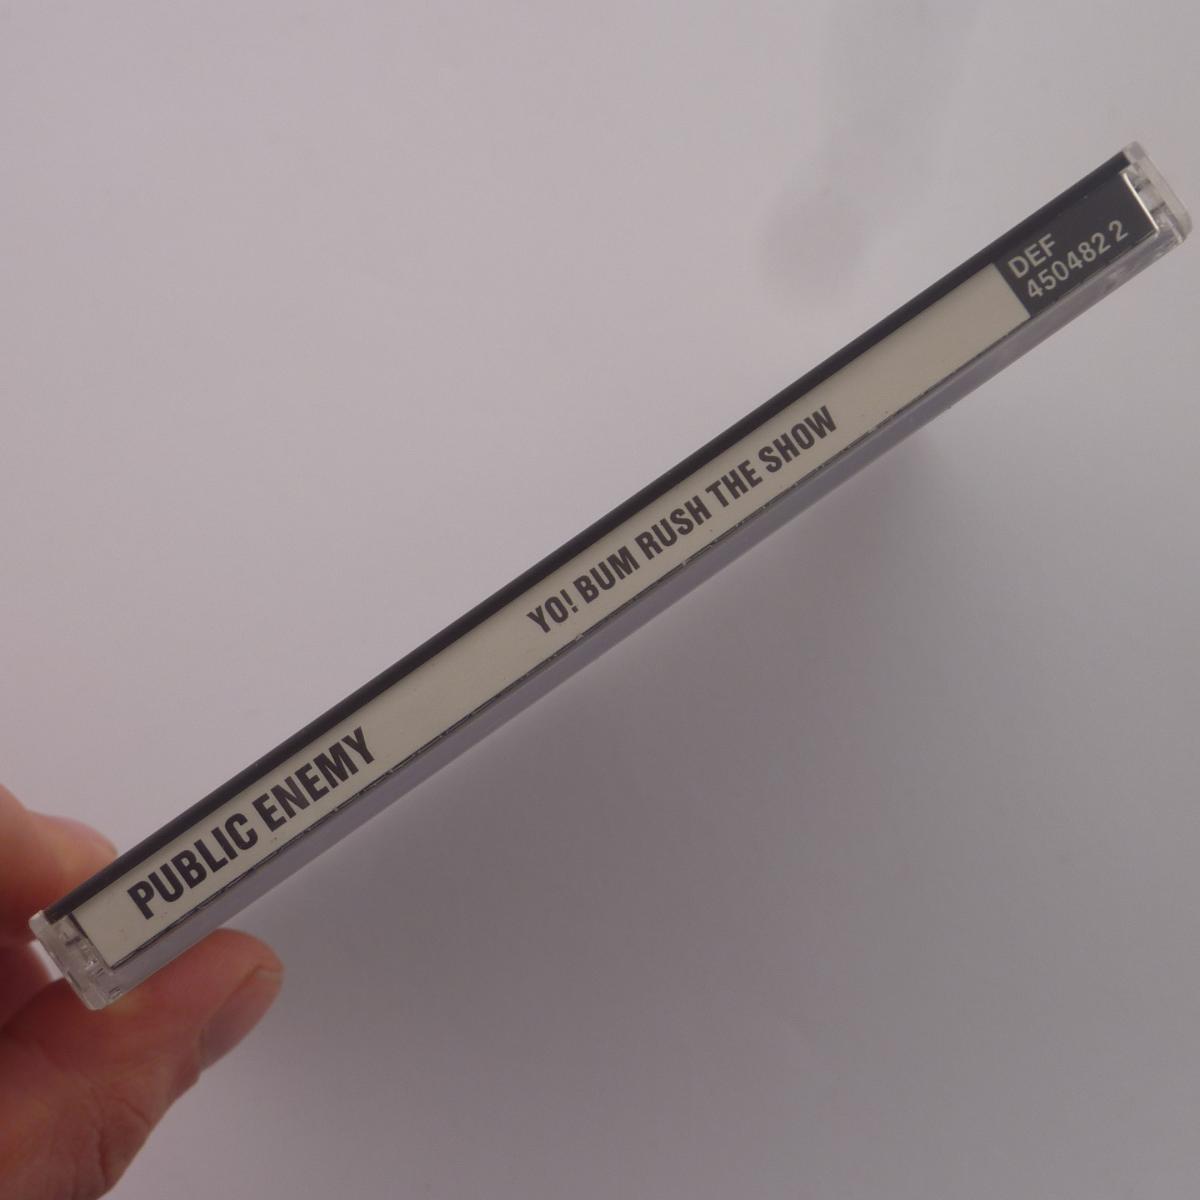 PUBLIC ENEMY
YO! BUM RUSH THE SHOW
DEF
450482 2